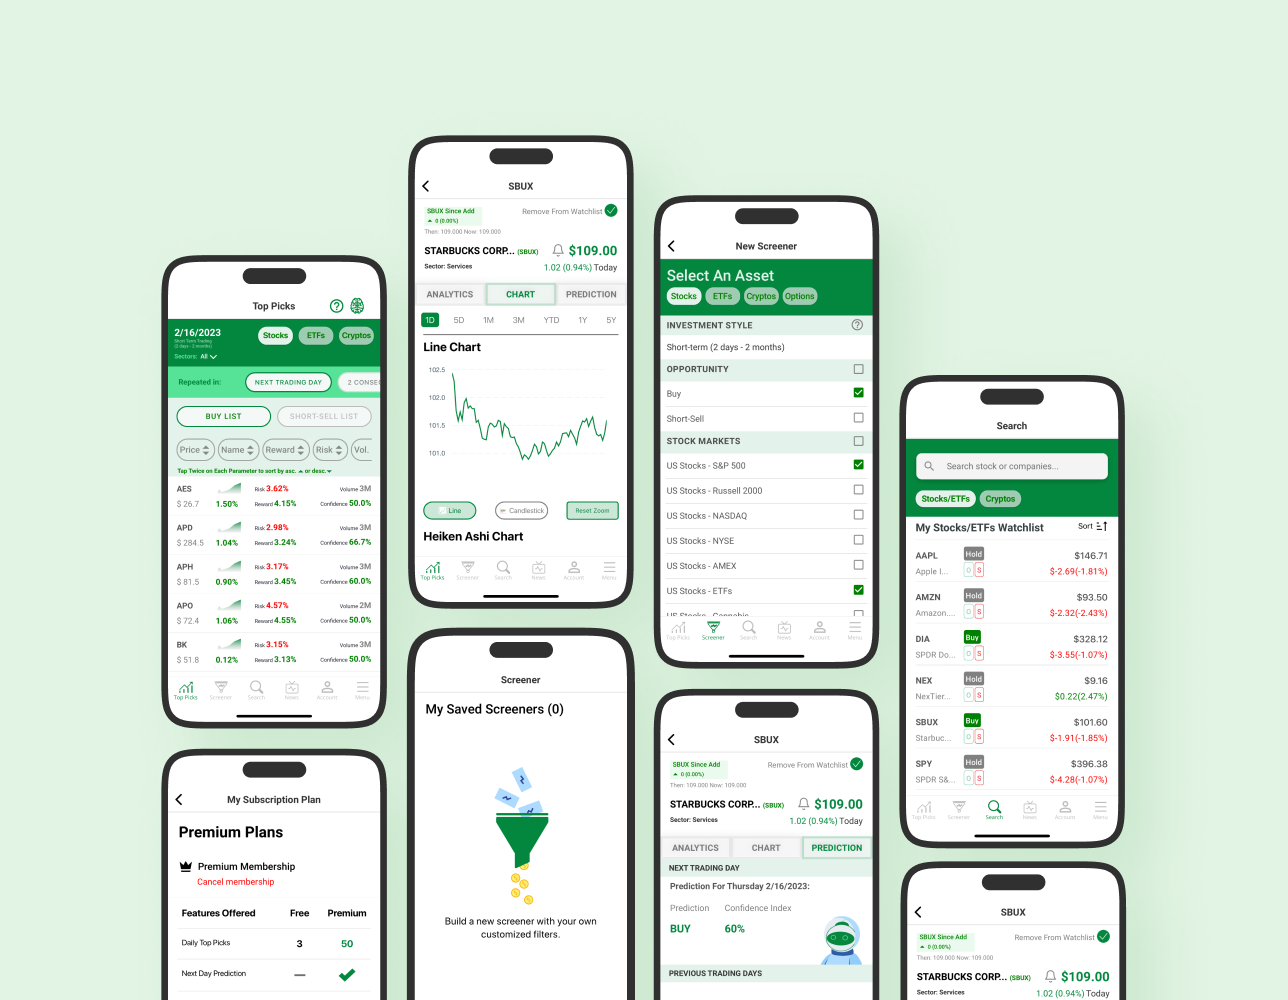 Top Picks
2/16/2023
Short Term Trading
(2 days - 2 months)
Sectors: All
Stocks
ETFs
Cryptos
Repeated in:
NEXT TRADING DAY
2 CONSE
BUY LIST
SHORT-SELL LIST
Price
Name
Reward
Risk
Vol.
Tap Twice on Each Parameter to sort by asc. or desc.
AES Risk 3.62% Volume 3M
$ 26.7 1.50% Reward 4.15% Confidence 50.0%
APD Risk 2.98% Volume 3M
$ 284.5 1.04% Reward 3.24% Confidence 66.7%
APH Risk 3.17% Volume 3M
$ 81.5 0.90% Reward 3.45% Confidence 60.0%
APO Risk 4.57% Volume 2M
$ 72.4 1.06% Reward 4.55% Confidence 50.0%
BK Risk 3.15% Volume 3M
$ 51.8 0.12% Reward 3.13% Confidence 50.0%
Top Picks Screener Search News Account Menu
My Subscription Plan
Premium Plans
Premium Membership
Cancel membership
Features Offered Free Premium
Daily Top Picks 3 50
Next Day Prediction —
SBUX
SBUX Since Add
0 (0.00%)
Remove From Watchlist
Then: 109.000 Now: 109.000
STARBUCKS CORP... (SBUX) $109.00
Sector: Services 1.02 (0.94%) Today
ANALYTICS CHART PREDICTION
1D 5D 1M 3M YTD 1Y 5Y
Line Chart
102.5
102.0
101.5
101.0
Line
Candlestick
Reset Zoom
Heiken Ashi Chart
Top Picks Screener Search News Account Menu
Screener
My Saved Screeners (0)
Build a new screener with your own
customized filters.
New Screener
Select An Asset
Stocks ETFs Cryptos Options
INVESTMENT STYLE
Short-term (2 days - 2 months)
OPPORTUNITY
Buy
Short-Sell
STOCK MARKETS
US Stocks - S&P 500
US Stocks - Russell 2000
US Stocks - NASDAQ
US Stocks - NYSE
US Stocks - AMEX
US Stocks - ETFs
US Stocks - Cannabis
Top Picks Screener Search News Account Menu
SBUX
SBUX Since Add
0 (0.00%)
Remove From Watchlist
Then: 109.000 Now: 109.000
STARBUCKS CORP... (SBUX) $109.00
Sector: Services 1.02 (0.94%) Today
ANALYTICS CHART PREDICTION
NEXT TRADING DAY
Prediction For Thursday 2/16/2023:
Prediction Confidence Index
BUY 60%
PREVIOUS TRADING DAYS
Search
Search stock or companies...
Stocks/ETFs Cryptos
My Stocks/ETFs Watchlist Sort
AAPL Hold $146.71
Apple I... 0 S $-2.69(-1.81%)
AMZN Hold $93.50
Amazon.... 0 S $-2.32(-2.43%)
DIA Buy $328.12
SPDR Do... 0 S $-3.55(-1.07%)
NEX Hold $9.16
NexTier... 0 S $0.22(2.47%)
SBUX Buy $101.60
Starbuc... 0 S $-1.91(-1.85%)
SPY Hold $396.38
SPDR S&... 0 S $-4.28(-1.07%)
Top Picks Screener Search News Account Menu
SBUX
SBUX Since Add
0 (0.00%)
Remove From Watchlist
Then: 109.000 Now: 109.000
STARBUCKS CORP... (SBUX) $109.00
Sector: Services 1.02 (0.94%) Today